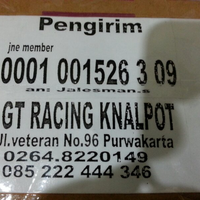 Pengirim
jne member
0001 001526 3 09
an: Jalesman.s
GT RACING KNALPOT
Jl.veteran No.96 Purwakarta
0264.8220149
085 222 444 346